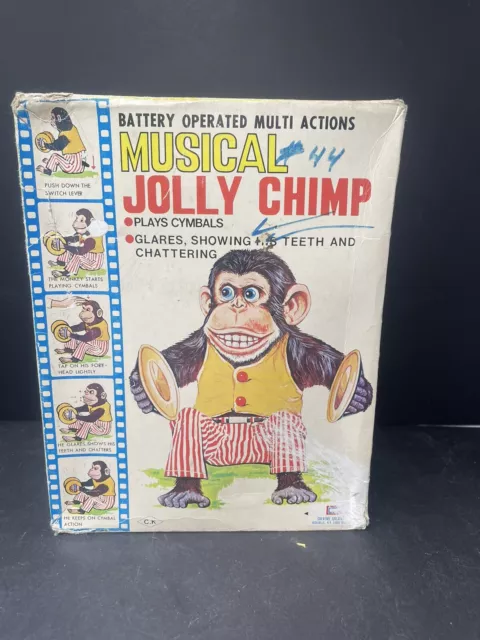 BATTERY OPERATED MULTI ACTIONS
MUSICAL #44
JOLLY CHIMP
●PLAYS CYMBALS
●GLARES, SHOWING HIS TEETH AND
CHATTERING
PUSH DOWN THE
SWITCH LEVER
THE MONKEY STARTS
PLAYING CYMBALS
TAP ON HIS FORE-
HEAD LIGHTLY
HE GLARES, SHOWS HIS
TEETH AND CHATTERS
HE KEEPS ON CYMBAL
ACTION
C.K